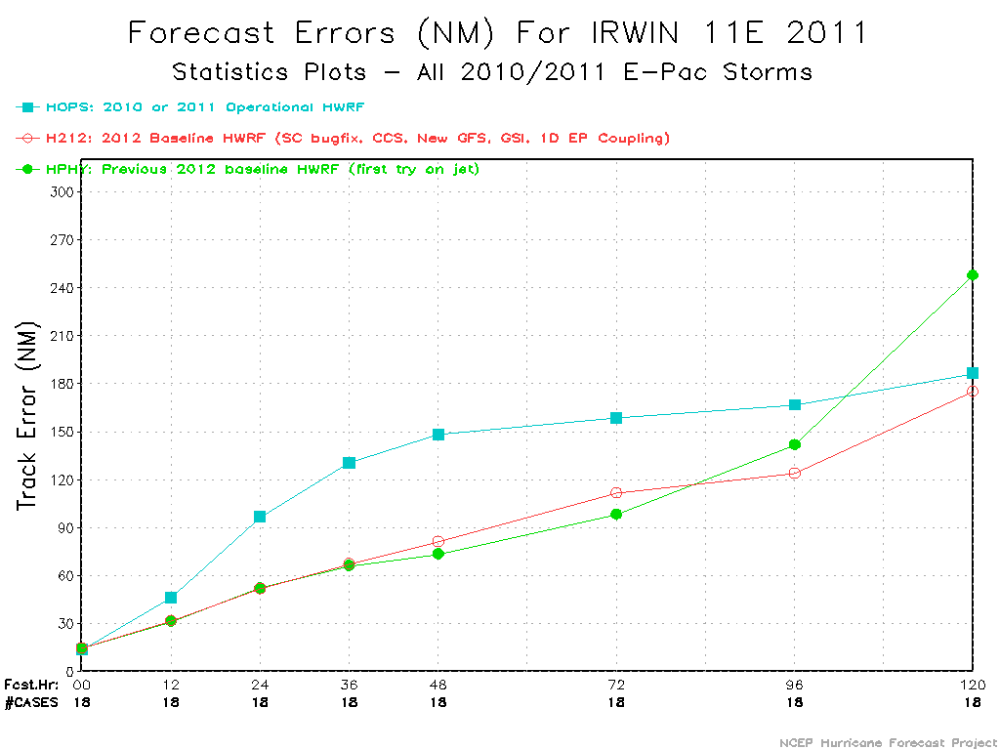 Forecast Errors (NM) For IRWIN 11E 2011
Statistics Plots - All 2010/2011 E-Pac Storms
HOPS: 2010 or 2011 Operational HWRF
H212: 2012 Baseline HWRF (SC bugfix, CCS, New GFS, GSI, 1D EP Coupling)
HPHY: Previous 2012 baseline HWRF (first try on jet)
Track Error (NM)
300
270
240
210
180
150
120
90
60
30
0
Fcst.Hr: 00 12 24 36 48 72 96 120
#CASES 18 18 18 18 18 18 18 18
NCEP Hurricane Forecast Project